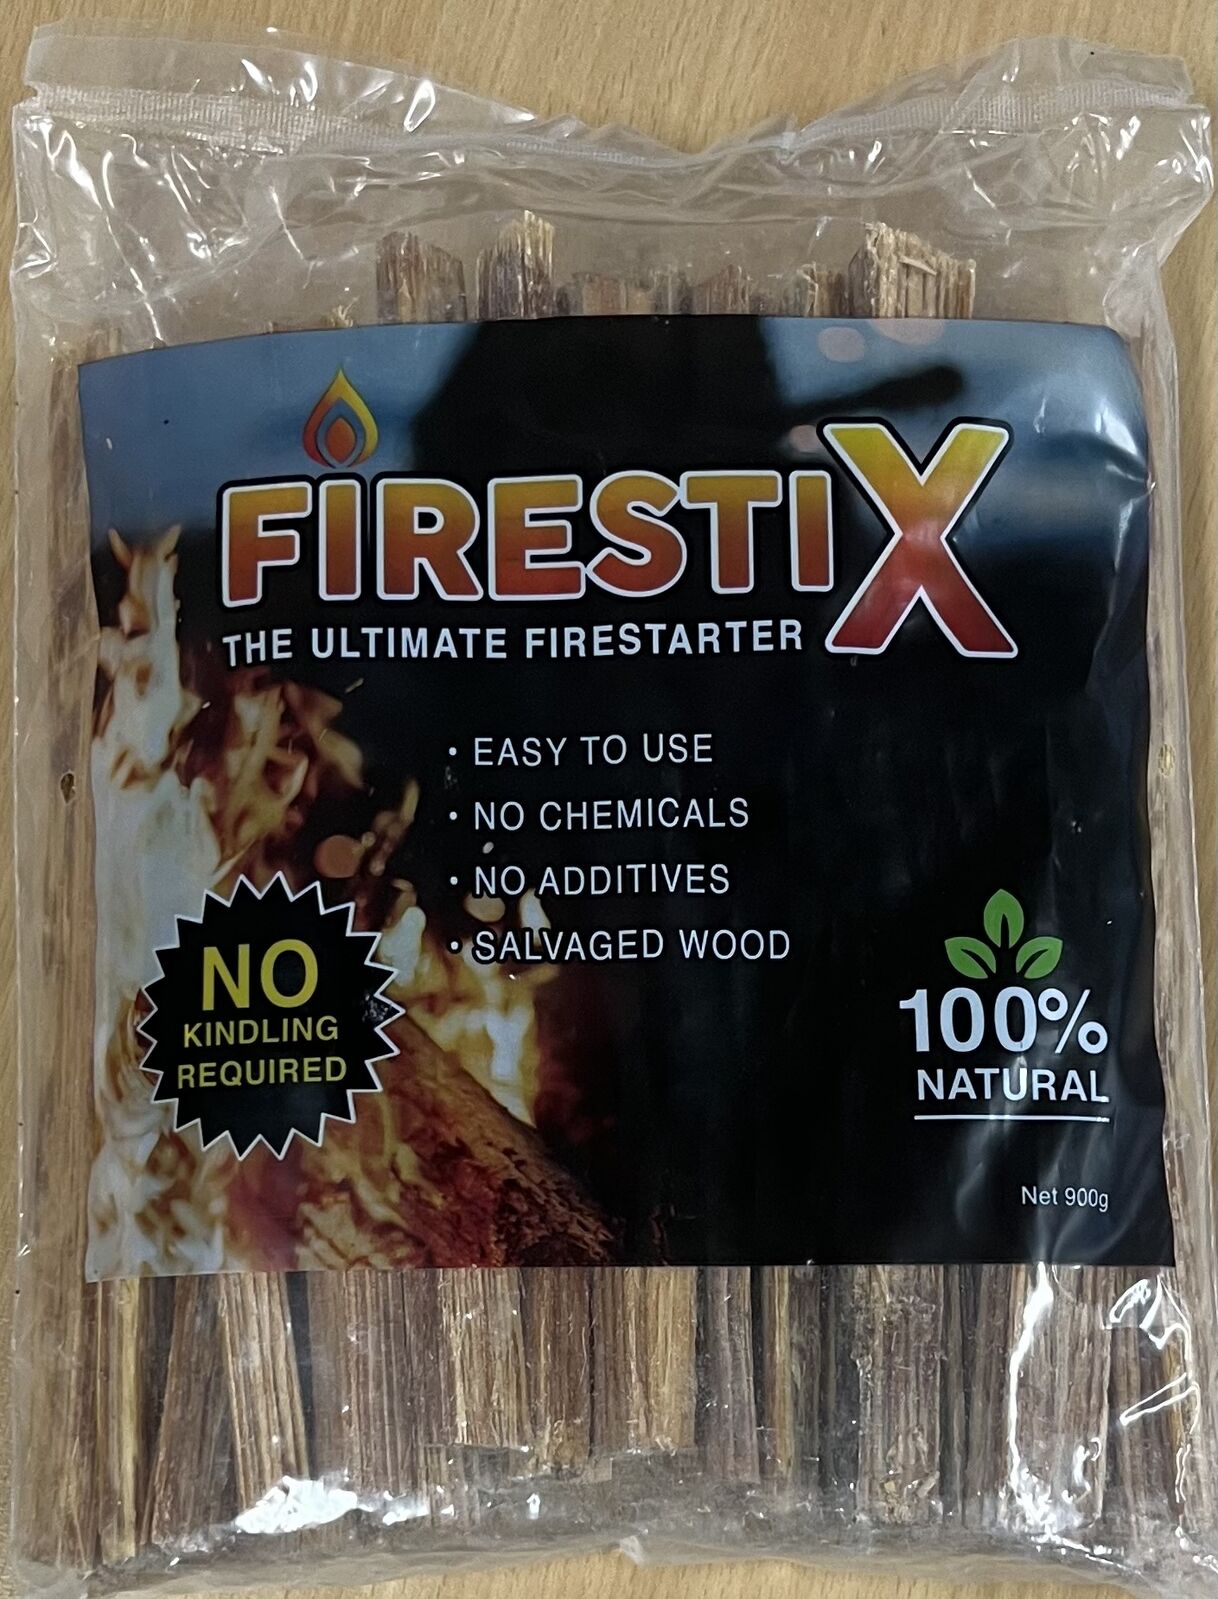 FIRESTIX
THE ULTIMATE FIRESTARTER
• EASY TO USE
• NO CHEMICALS
• NO ADDITIVES
• SALVAGED WOOD
NO
KINDLING
REQUIRED
100%
NATURAL
Net 900g